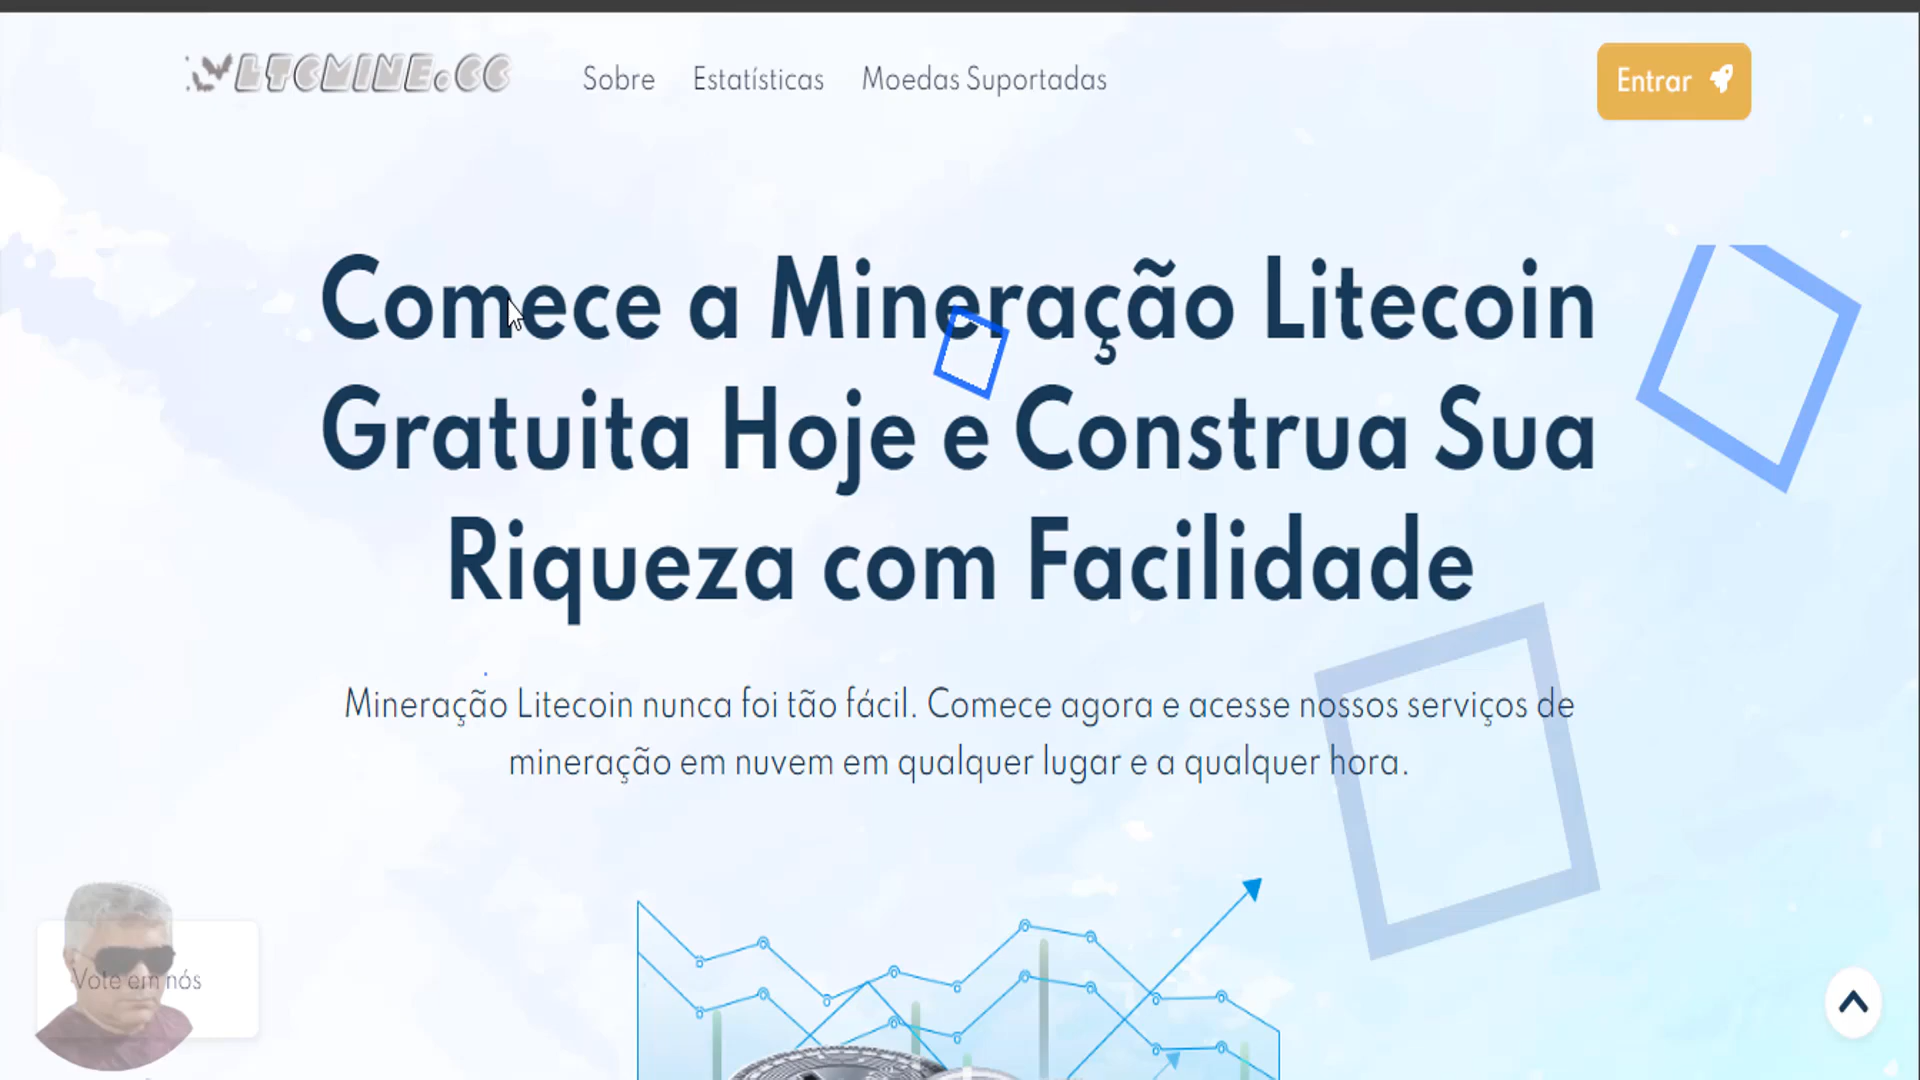 LTCMINE.CC
Sobre
Estatísticas
Moedas Suportadas
Entrar
Comece a Mineração Litecoin
Gratuita Hoje e Construa Sua
Riqueza com Facilidade
Mineração Litecoin nunca foi tão fácil. Comece agora e acesse nossos serviços de
mineração em nuvem em qualquer lugar e a qualquer hora.
Vote em nós